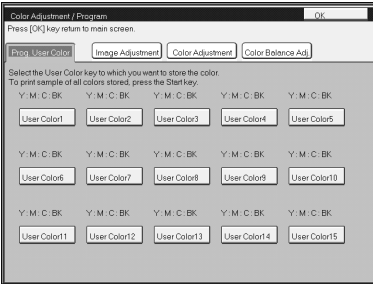 Color Adjustment / Program
OK
Press [OK] key return to main screen.
Prog. User Color
Image Adjustment
Color Adjustment
Color Balance Adj.
Select the User Color key to which you want to store the color.
To print sample of all colors stored, press the Start key.
Y : M : C : BK Y : M : C : BK Y : M : C : BK Y : M : C : BK Y : M : C : BK
User Color1 User Color2 User Color3 User Color4 User Color5
Y : M : C : BK Y : M : C : BK Y : M : C : BK Y : M : C : BK Y : M : C : BK
User Color6 User Color7 User Color8 User Color9 User Color10
Y : M : C : BK Y : M : C : BK Y : M : C : BK Y : M : C : BK Y : M : C : BK
User Color11 User Color12 User Color13 User Color14 User Color15